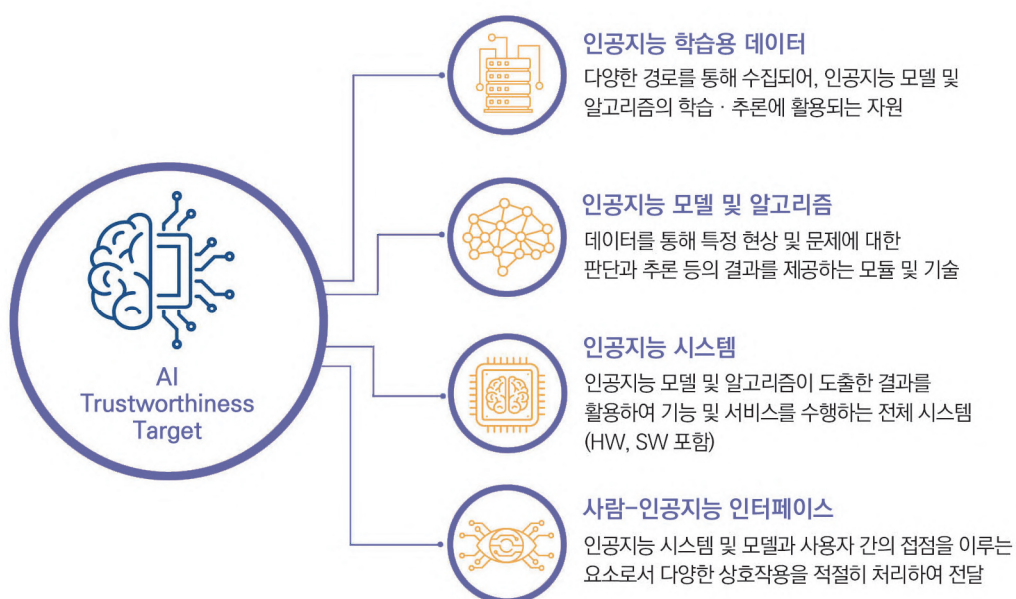 인공지능 학습용 데이터
다양한 경로를 통해 수집되어, 인공지능 모델 및
알고리즘의 학습 · 추론에 활용되는 자원
인공지능 모델 및 알고리즘
데이터를 통해 특정 현상 및 문제에 대한
판단과 추론 등의 결과를 제공하는 모듈 및 기술
AI
Trustworthiness
Target
인공지능 시스템
인공지능 모델 및 알고리즘이 도출한 결과를
활용하여 기능 및 서비스를 수행하는 전체 시스템
(HW, SW 포함)
사람-인공지능 인터페이스
인공지능 시스템 및 모델과 사용자 간의 접점을 이루는
요소로서 다양한 상호작용을 적절히 처리하여 전달